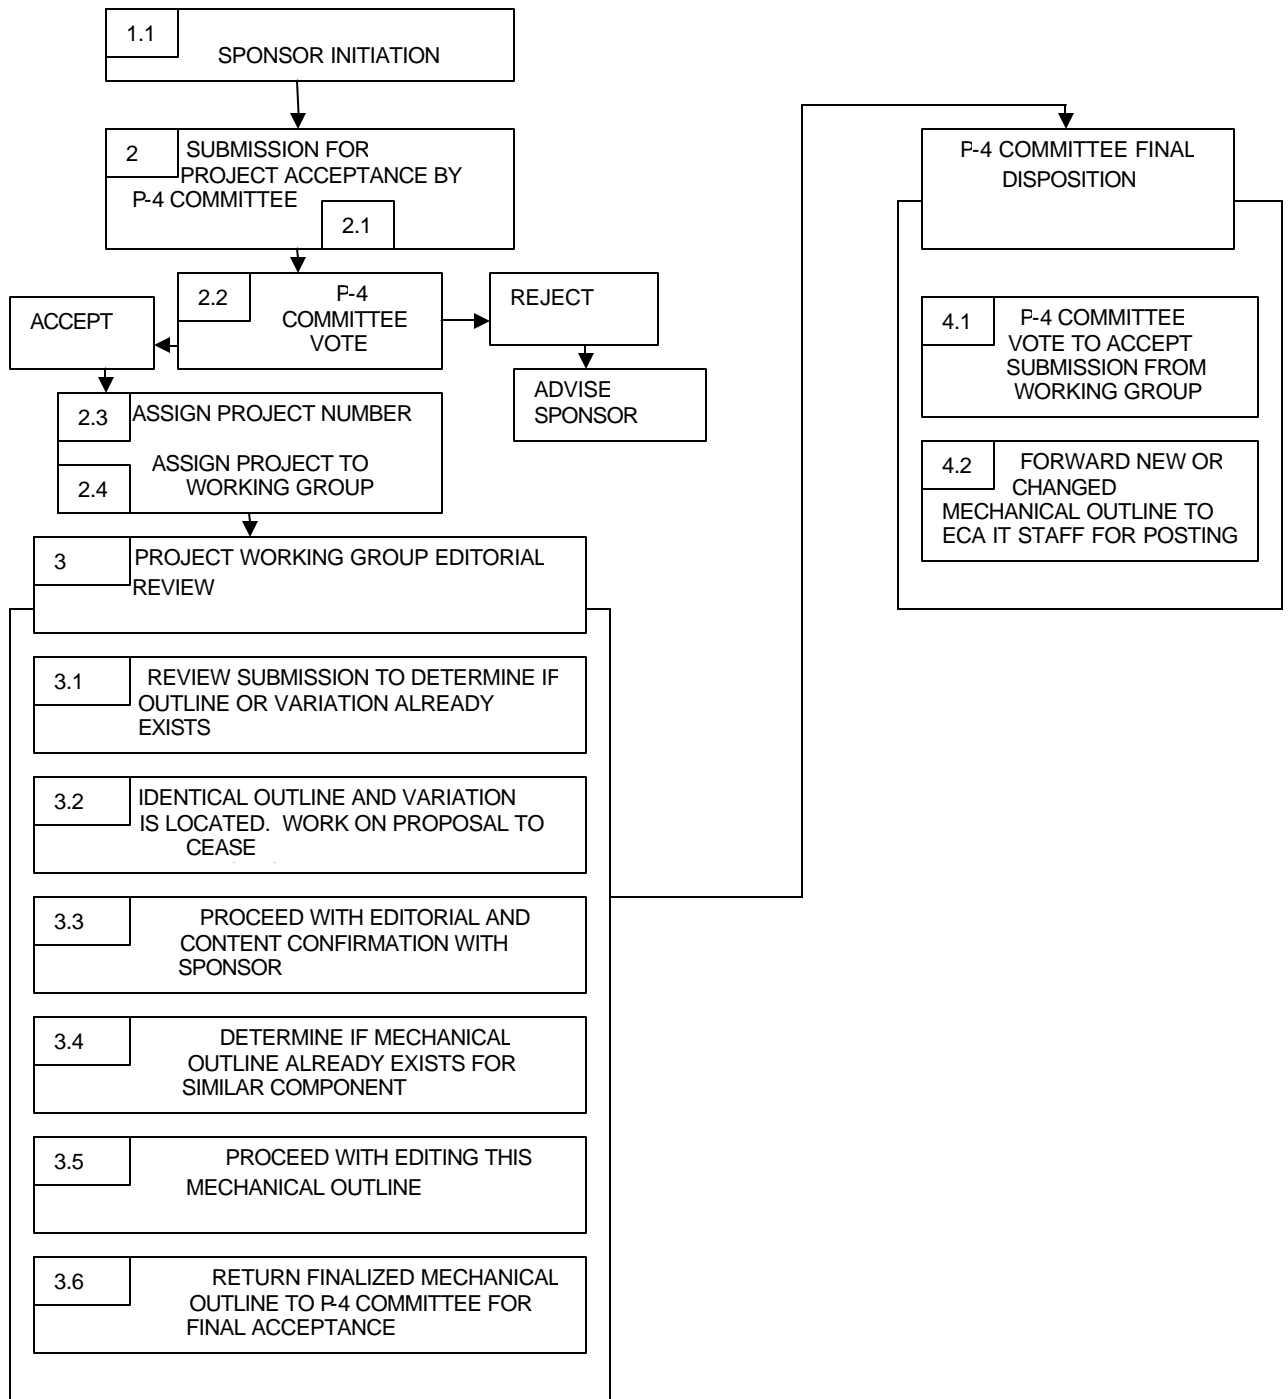 1.1
SPONSOR INITIATION
2
SUBMISSION FOR
PROJECT ACCEPTANCE BY
P-4 COMMITTEE
2.1
2.2
P-4
COMMITTEE
VOTE
ACCEPT
REJECT
ADVISE
SPONSOR
2.3
ASSIGN PROJECT NUMBER
ASSIGN PROJECT TO
2.4
WORKING GROUP
3
PROJECT WORKING GROUP EDITORIAL
REVIEW
3.1
REVIEW SUBMISSION TO DETERMINE IF
OUTLINE OR VARIATION ALREADY
EXISTS
3.2
IDENTICAL OUTLINE AND VARIATION
IS LOCATED. WORK ON PROPOSAL TO
CEASE
3.3
PROCEED WITH EDITORIAL AND
CONTENT CONFIRMATION WITH
SPONSOR
3.4
DETERMINE IF MECHANICAL
OUTLINE ALREADY EXISTS FOR
SIMILAR COMPONENT
3.5
PROCEED WITH EDITING THIS
MECHANICAL OUTLINE
3.6
RETURN FINALIZED MECHANICAL
OUTLINE TO P-4 COMMITTEE FOR
FINAL ACCEPTANCE
P-4 COMMITTEE FINAL
DISPOSITION
4.1
P-4 COMMITTEE
VOTE TO ACCEPT
SUBMISSION FROM
WORKING GROUP
4.2
FORWARD NEW OR
CHANGED
MECHANICAL OUTLINE TO
ECA IT STAFF FOR POSTING